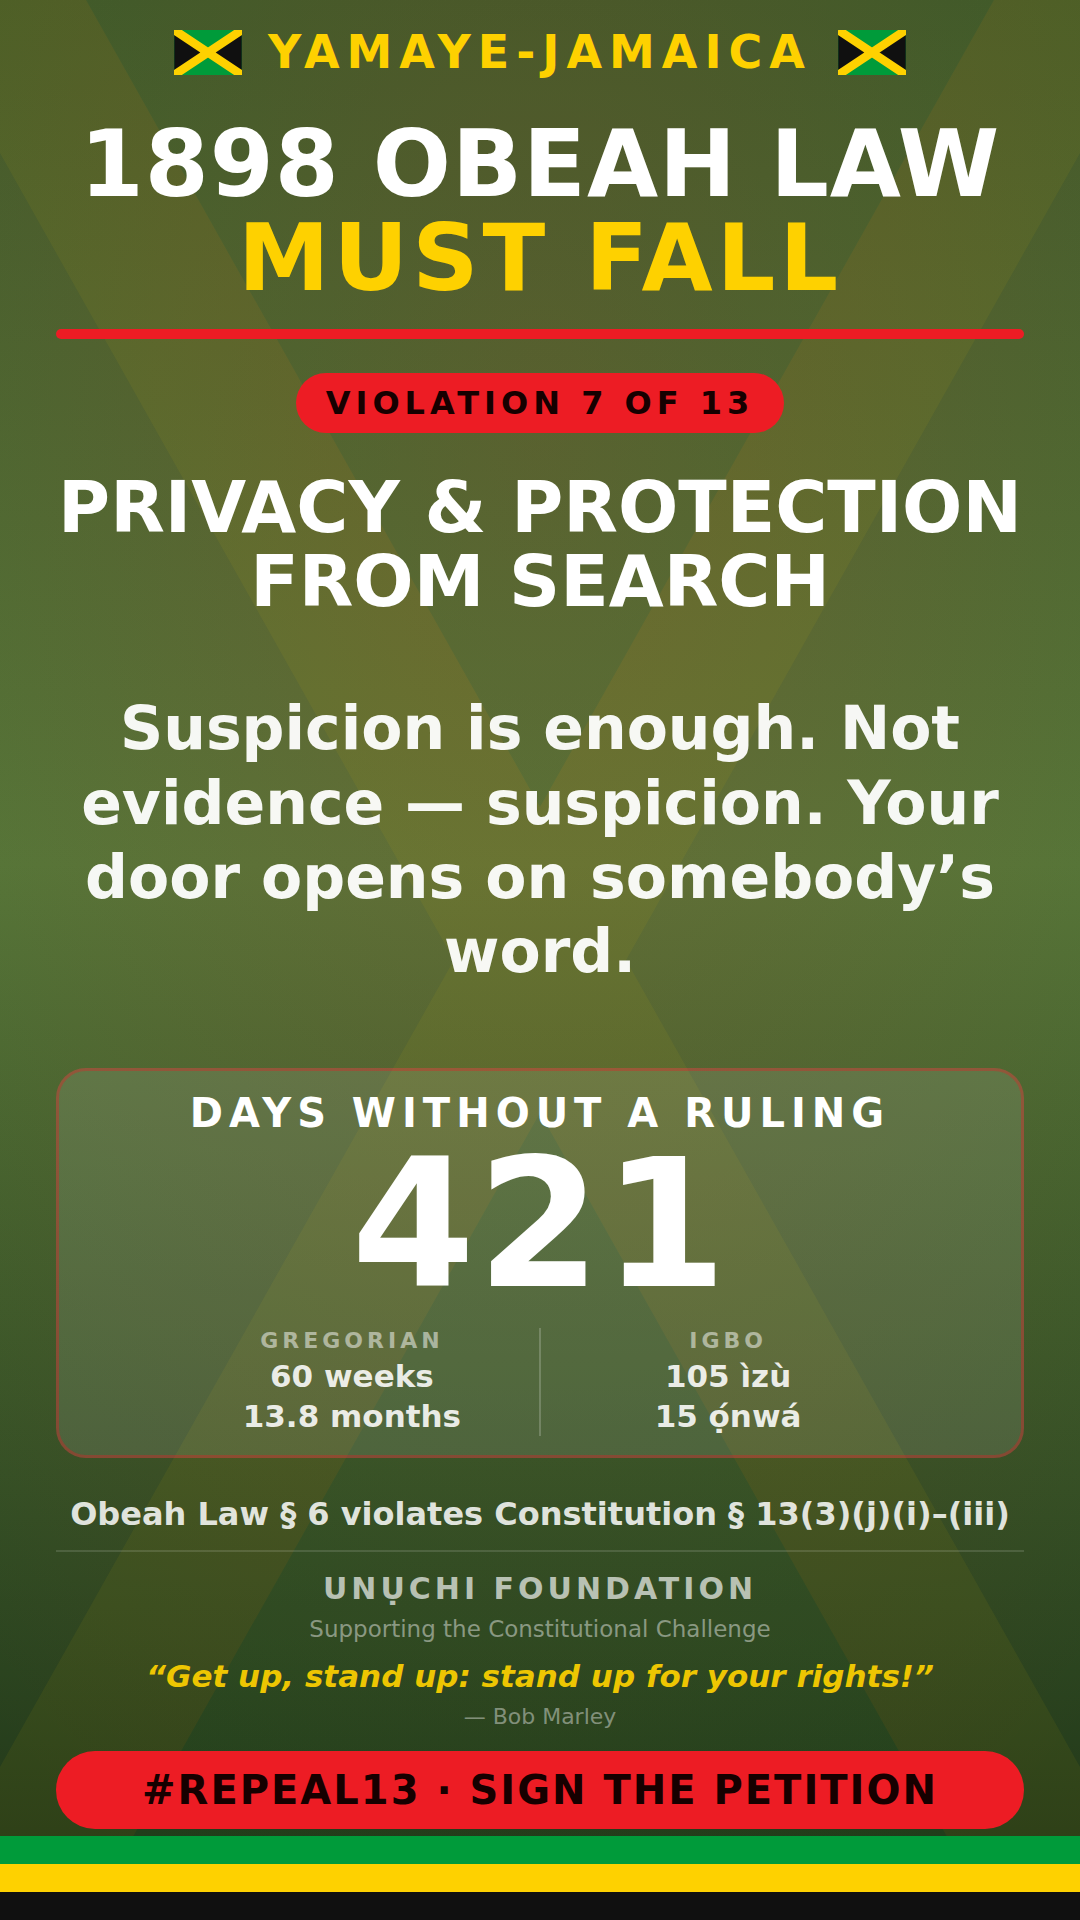 YAMAYE-JAMAICA
1898 OBEAH LAW
MUST FALL
VIOLATION 7 OF 13
PRIVACY & PROTECTION
FROM SEARCH
Suspicion is enough. Not
evidence — suspicion. Your
door opens on somebody’s
word.
DAYS WITHOUT A RULING
421
GREGORIAN
60 weeks
13.8 months
IGBO
105 ìzù
15 ọ́nwá
Obeah Law § 6 violates Constitution § 13(3)(j)(i)–(iii)
UNỤCHI FOUNDATION
Supporting the Constitutional Challenge
“Get up, stand up: stand up for your rights!”
— Bob Marley
#REPEAL13 · SIGN THE PETITION